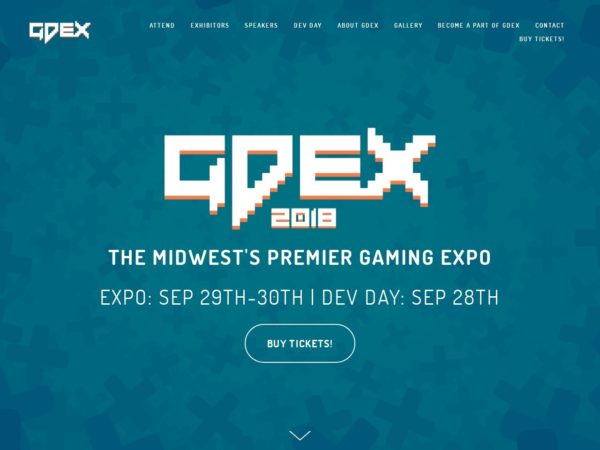 GDEX
ATTEND EXHIBITORS SPEAKERS DEV DAY ABOUT GDEX GALLERY BECOME A PART OF GDEX CONTACT
BUY TICKETS!
GDEX
2018
THE MIDWEST'S PREMIER GAMING EXPO
EXPO: SEP 29TH-30TH | DEV DAY: SEP 28TH
BUY TICKETS!